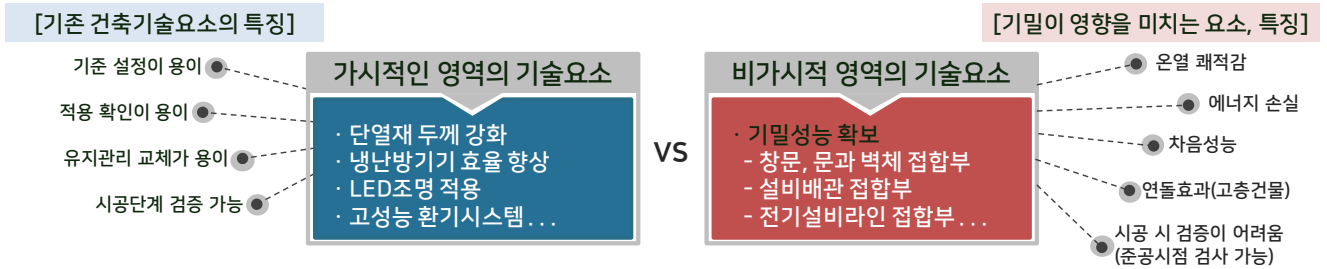 [기존 건축기술요소의 특징]
기준 설정이 용이
적용 확인이 용이
유지관리 교체가 용이
시공단계 검증 가능
가시적인 영역의 기술요소
· 단열재 두께 강화
· 냉난방기기 효율 향상
· LED조명 적용
· 고성능 환기시스템...
VS
비가시적 영역의 기술요소
· 기밀성능 확보
- 창문, 문과 벽체 접합부
- 설비배관 접합부
- 전기설비라인 접합부...
[기밀이 영향을 미치는 요소, 특징]
온열 쾌적감
에너지 손실
차음성능
연돌효과(고층건물)
시공 시 검증이 어려움
(준공시점 검사 가능)